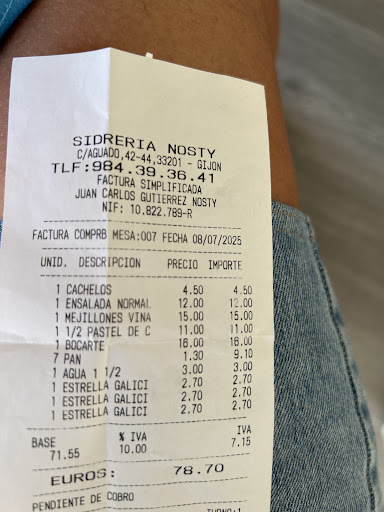 SIDRERIA NOSTY
C/AGUADO,42-44,33201 - GIJON
TLF:984.39.36.41
FACTURA SIMPLIFICADA
JUAN CARLOS GUTIERREZ NOSTY
NIF: 10.822.789-R
FACTURA COMPRB MESA:007 FECHA 08/07/2025
UNID. DESCRIPCION PRECIO IMPORTE
1 CACHELOS 4.50 4.50
1 ENSALADA NORMAL 12.00 12.00
1 MEJILLONES VINA 15.00 15.00
1 1/2 PASTEL DE C 11.00 11.00
1 BOCARTE 16.00 16.00
7 PAN 1.30 9.10
1 AGUA 1 1/2 3.00 3.00
1 ESTRELLA GALICI 2.70 2.70
1 ESTRELLA GALICI 2.70 2.70
1 ESTRELLA GALICI 2.70 2.70
BASE % IVA IVA
71.55 10.00 7.15
EUROS: 78.70
PENDIENTE DE COBRO
TURNO:1